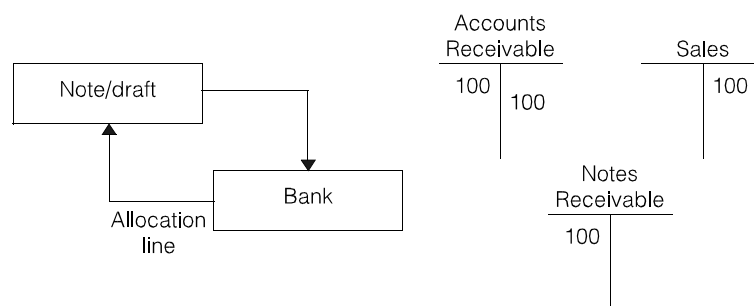 Note/draft
Bank
Allocation
line
Accounts
Receivable
100
100
Sales
100
Notes
Receivable
100